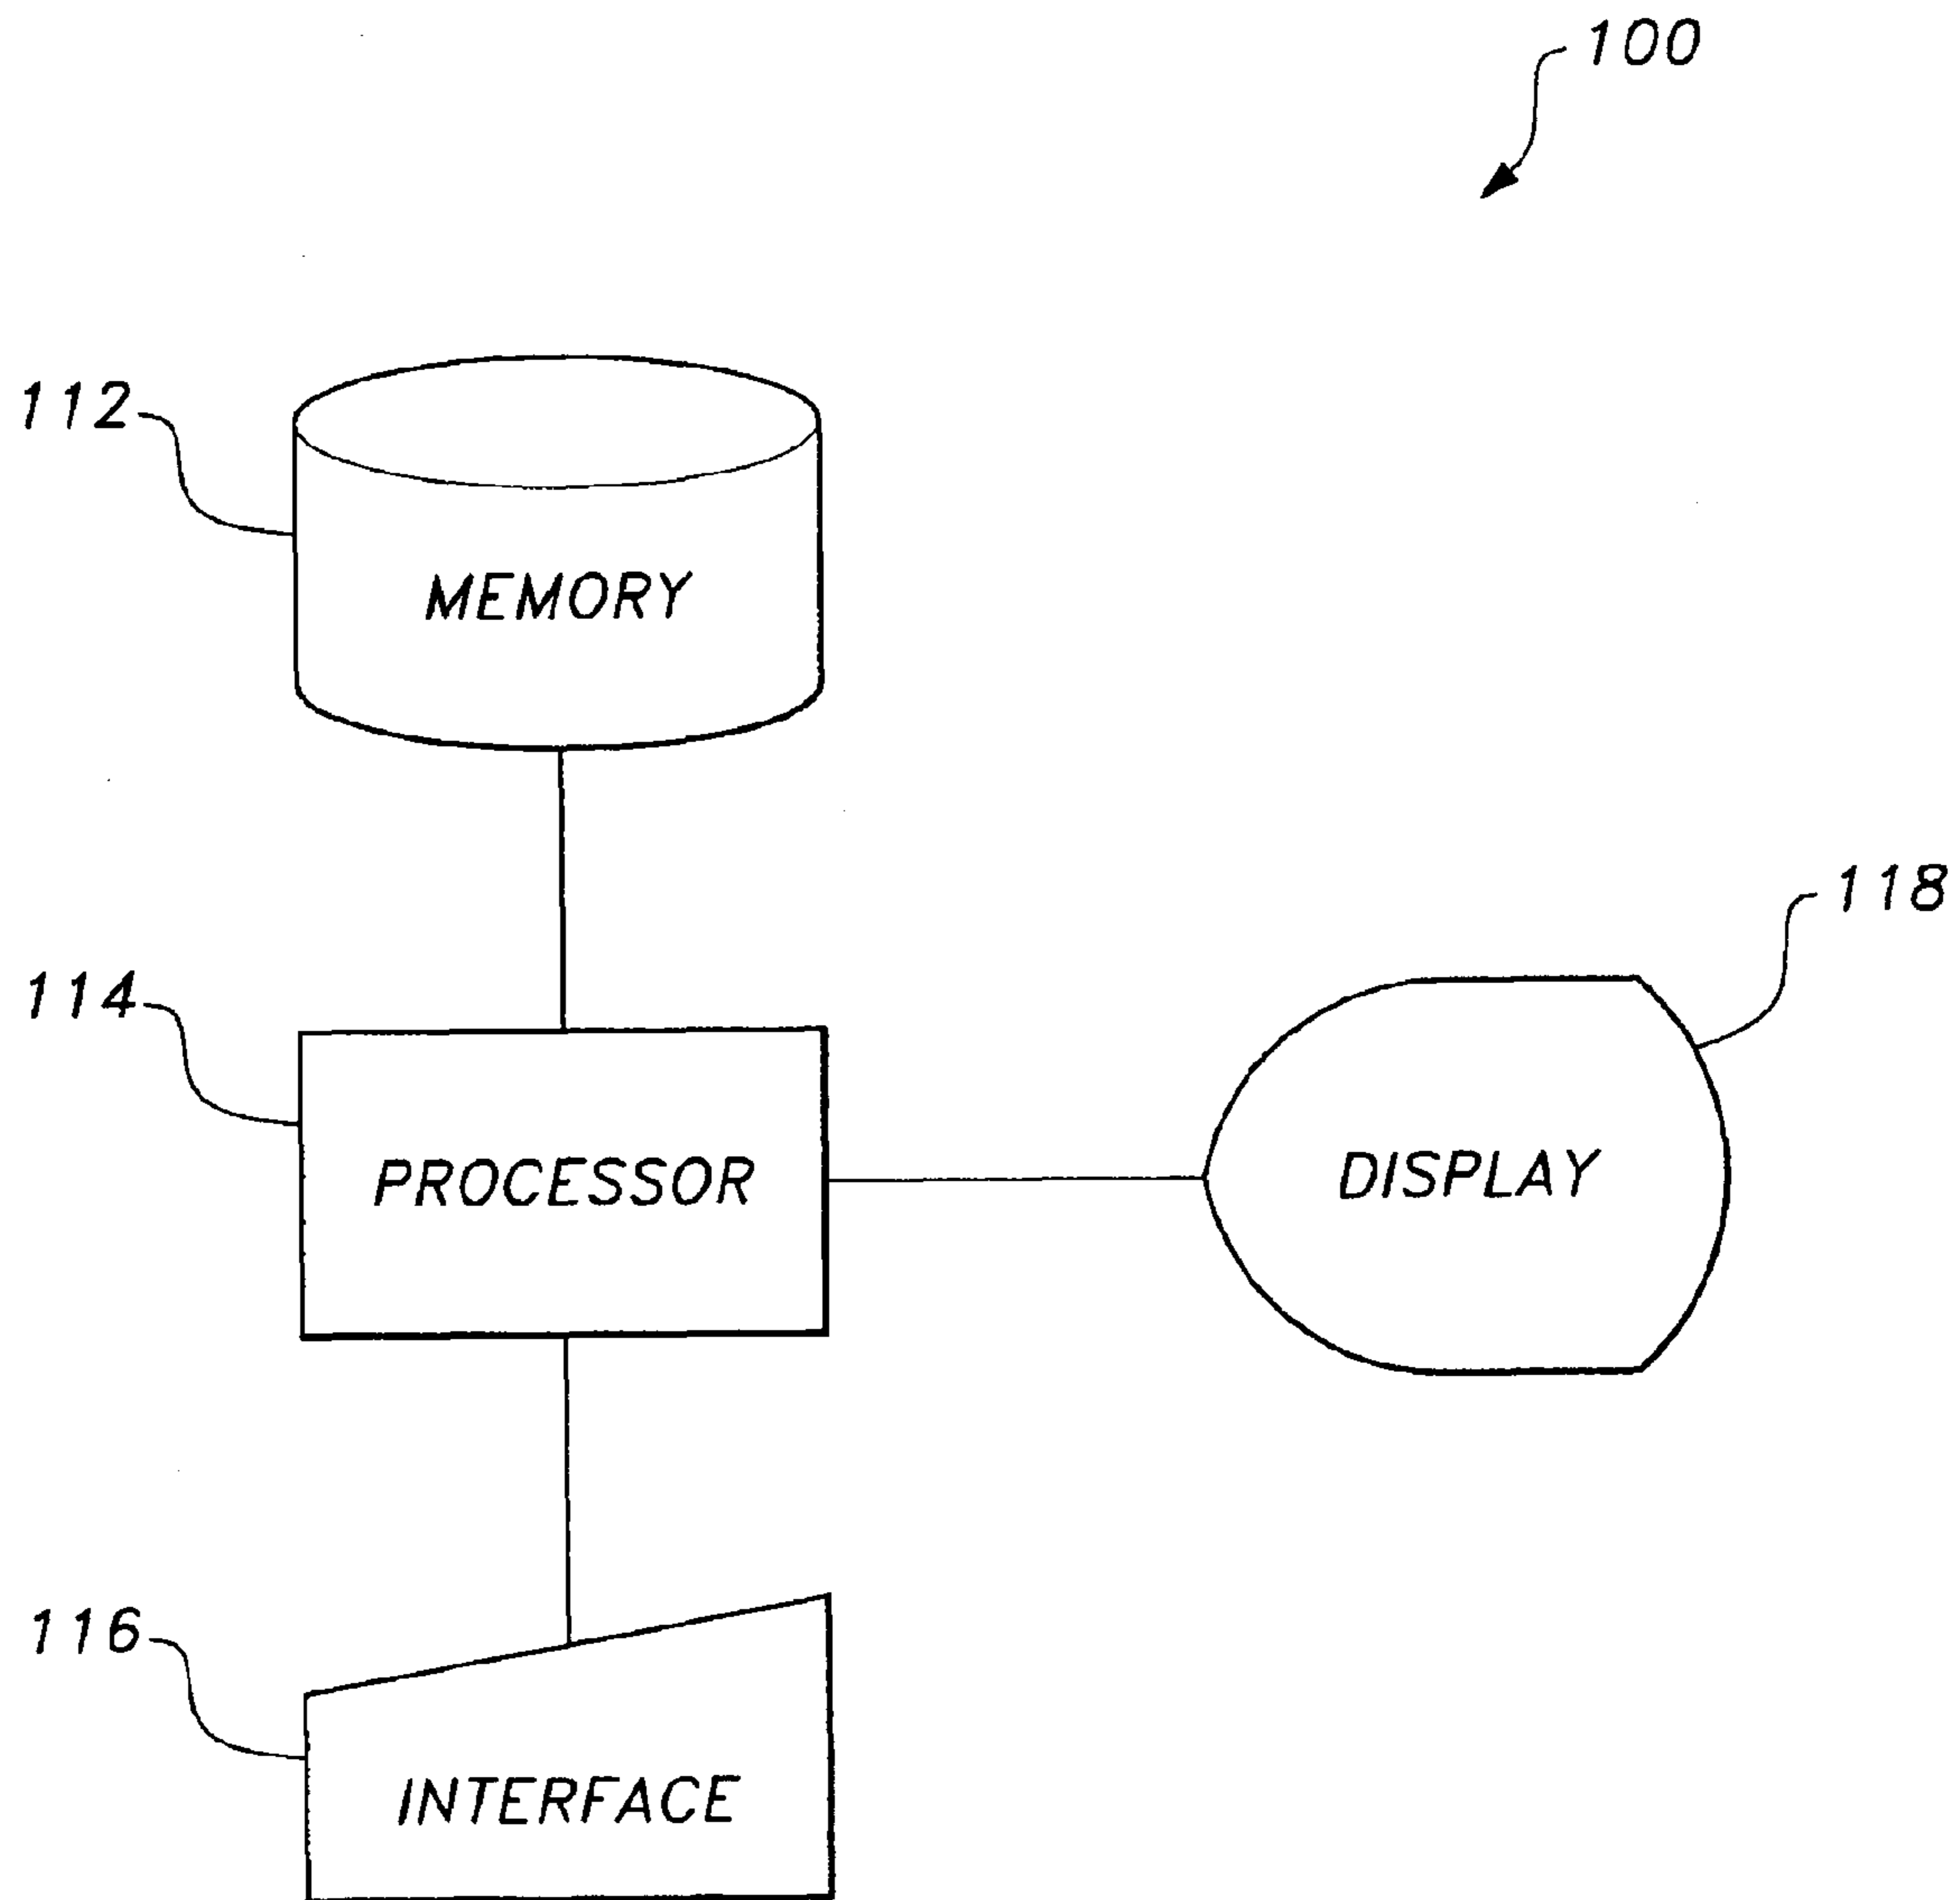 100
112
MEMORY
118
114
PROCESSOR
DISPLAY
116
INTERFACE